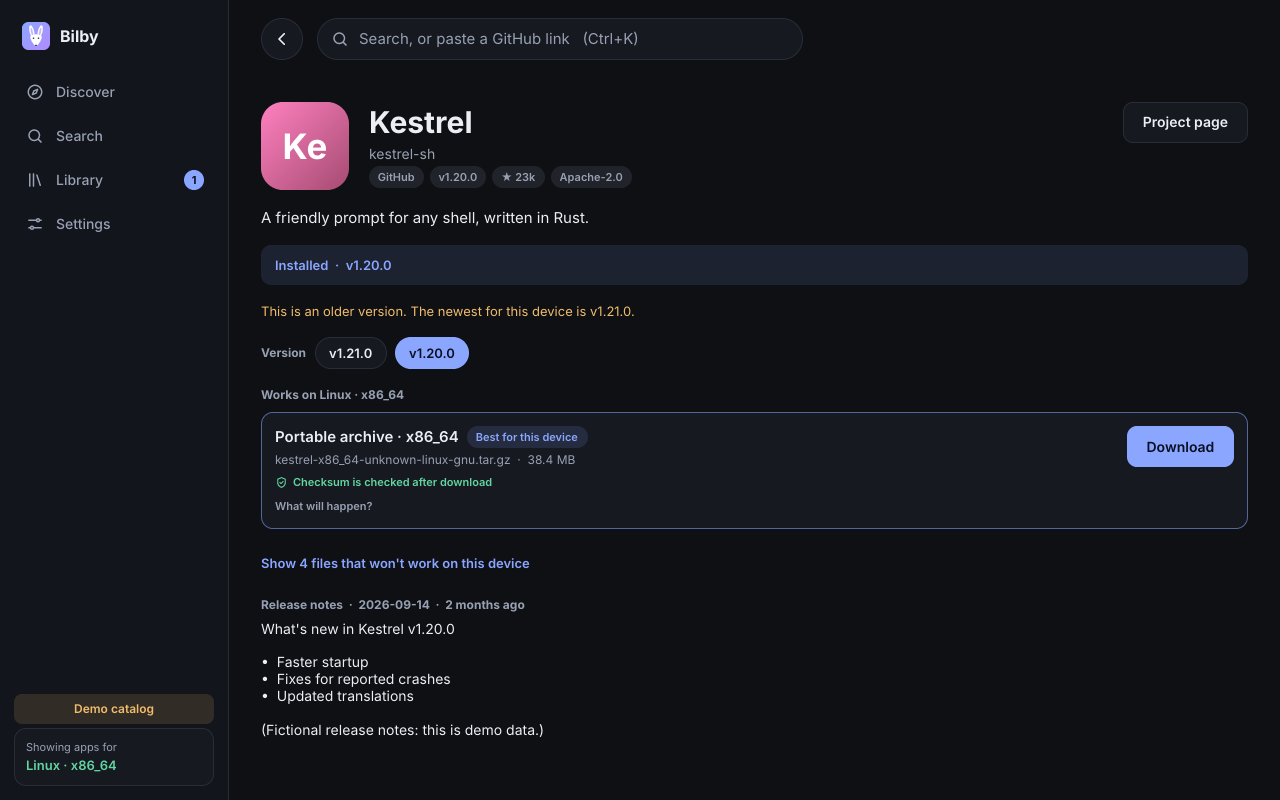 Bilby
Discover
Search
Library 1
Settings
Demo catalog
Showing apps for
Linux · x86_64
Search, or paste a GitHub link (Ctrl+K)
Ke
Kestrel
kestrel-sh
GitHub v1.20.0 ★ 23k Apache-2.0
Project page
A friendly prompt for any shell, written in Rust.
Installed · v1.20.0
This is an older version. The newest for this device is v1.21.0.
Version v1.21.0 v1.20.0
Works on Linux · x86_64
Portable archive · x86_64 Best for this device
kestrel-x86_64-unknown-linux-gnu.tar.gz · 38.4 MB
Checksum is checked after download
What will happen?
Download
Show 4 files that won't work on this device
Release notes · 2026-09-14 · 2 months ago
What's new in Kestrel v1.20.0
• Faster startup
• Fixes for reported crashes
• Updated translations
(Fictional release notes: this is demo data.)